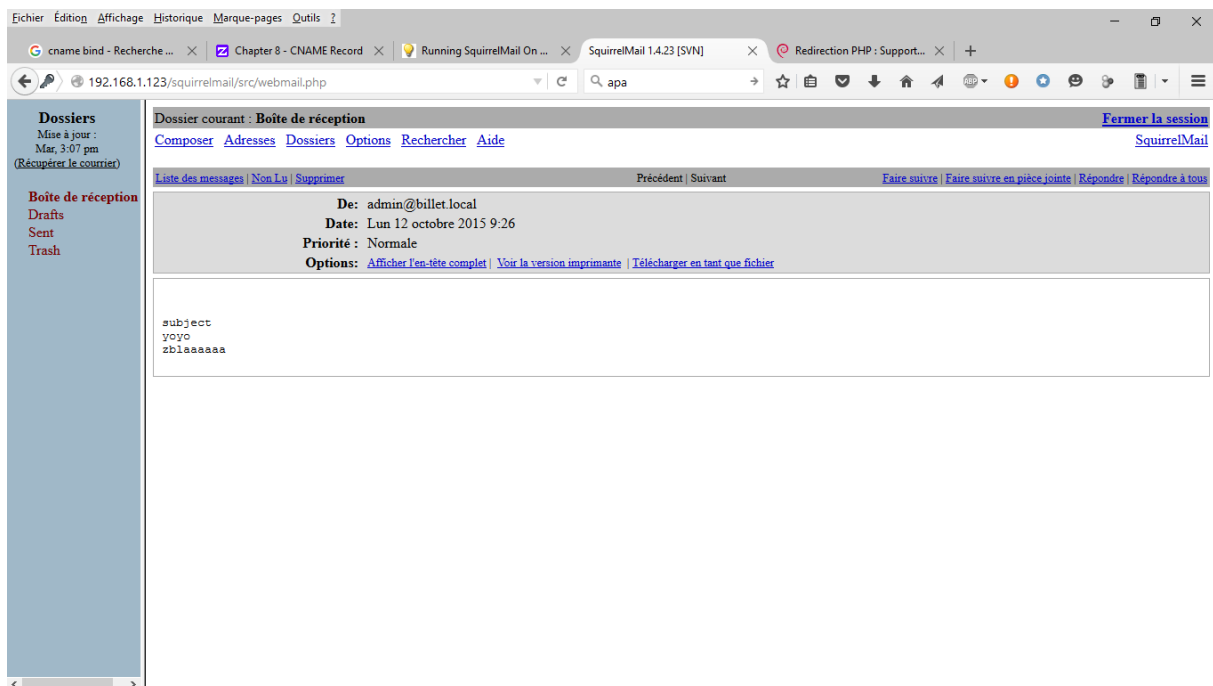 Fichier Édition Affichage Historique Marque-pages Outils ?
cname bind - Recherche ... Chapter 8 - CNAME Record Running SquirrelMail On ... SquirrelMail 1.4.23 [SVN] Redirection PHP : Support...
192.168.1.123/squirrelmail/src/webmail.php apa
ABP
Dossiers
Mise à jour :
Mar, 3:07 pm
(Récupérer le courrier)
Boîte de réception
Drafts
Sent
Trash
Dossier courant : Boîte de réception Fermer la session
Composer Adresses Dossiers Options Rechercher Aide SquirrelMail
Liste des messages | Non Lu | Supprimer Précédent | Suivant Faire suivre | Faire suivre en pièce jointe | Répondre | Répondre à tous
De: admin@billet.local
Date: Lun 12 octobre 2015 9:26
Priorité : Normale
Options: Afficher l'en-tête complet | Voir la version imprimante | Télécharger en tant que fichier
subject
yoyo
zblaaaaaa